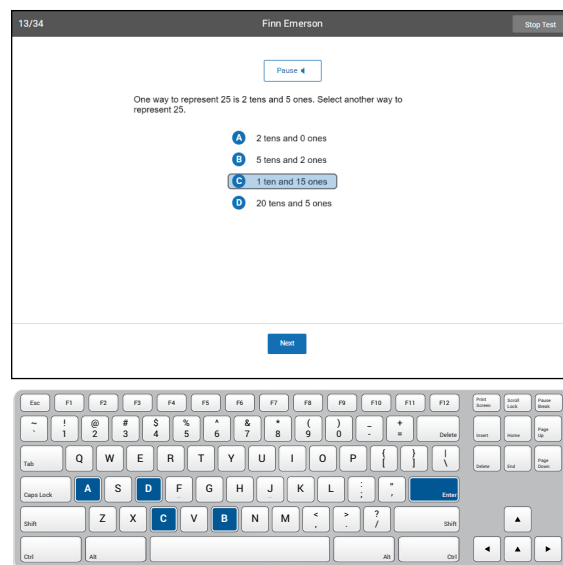 13/34 Finn Emerson Stop Test
Pause
One way to represent 25 is 2 tens and 5 ones. Select another way to
represent 25.
A 2 tens and 0 ones
B 5 tens and 2 ones
C 1 ten and 15 ones
D 20 tens and 5 ones
Next
Esc F1 F2 F3 F4 F5 F6 F7 F8 F9 F10 F11 F12 Print Screen Scroll Lock Pause Break
~ ! @ # $ % ^ & * ( ) _ +
` 1 2 3 4 5 6 7 8 9 0 - = Delete Insert Home Page Up
Tab Q W E R T Y U I O P { [ } ] | \ Delete End Page Down
Caps Lock A S D F G H J K L : ; " ' Enter
Shift Z X C V B N M < , > . ? / Shift
Ctrl Alt Alt Ctrl